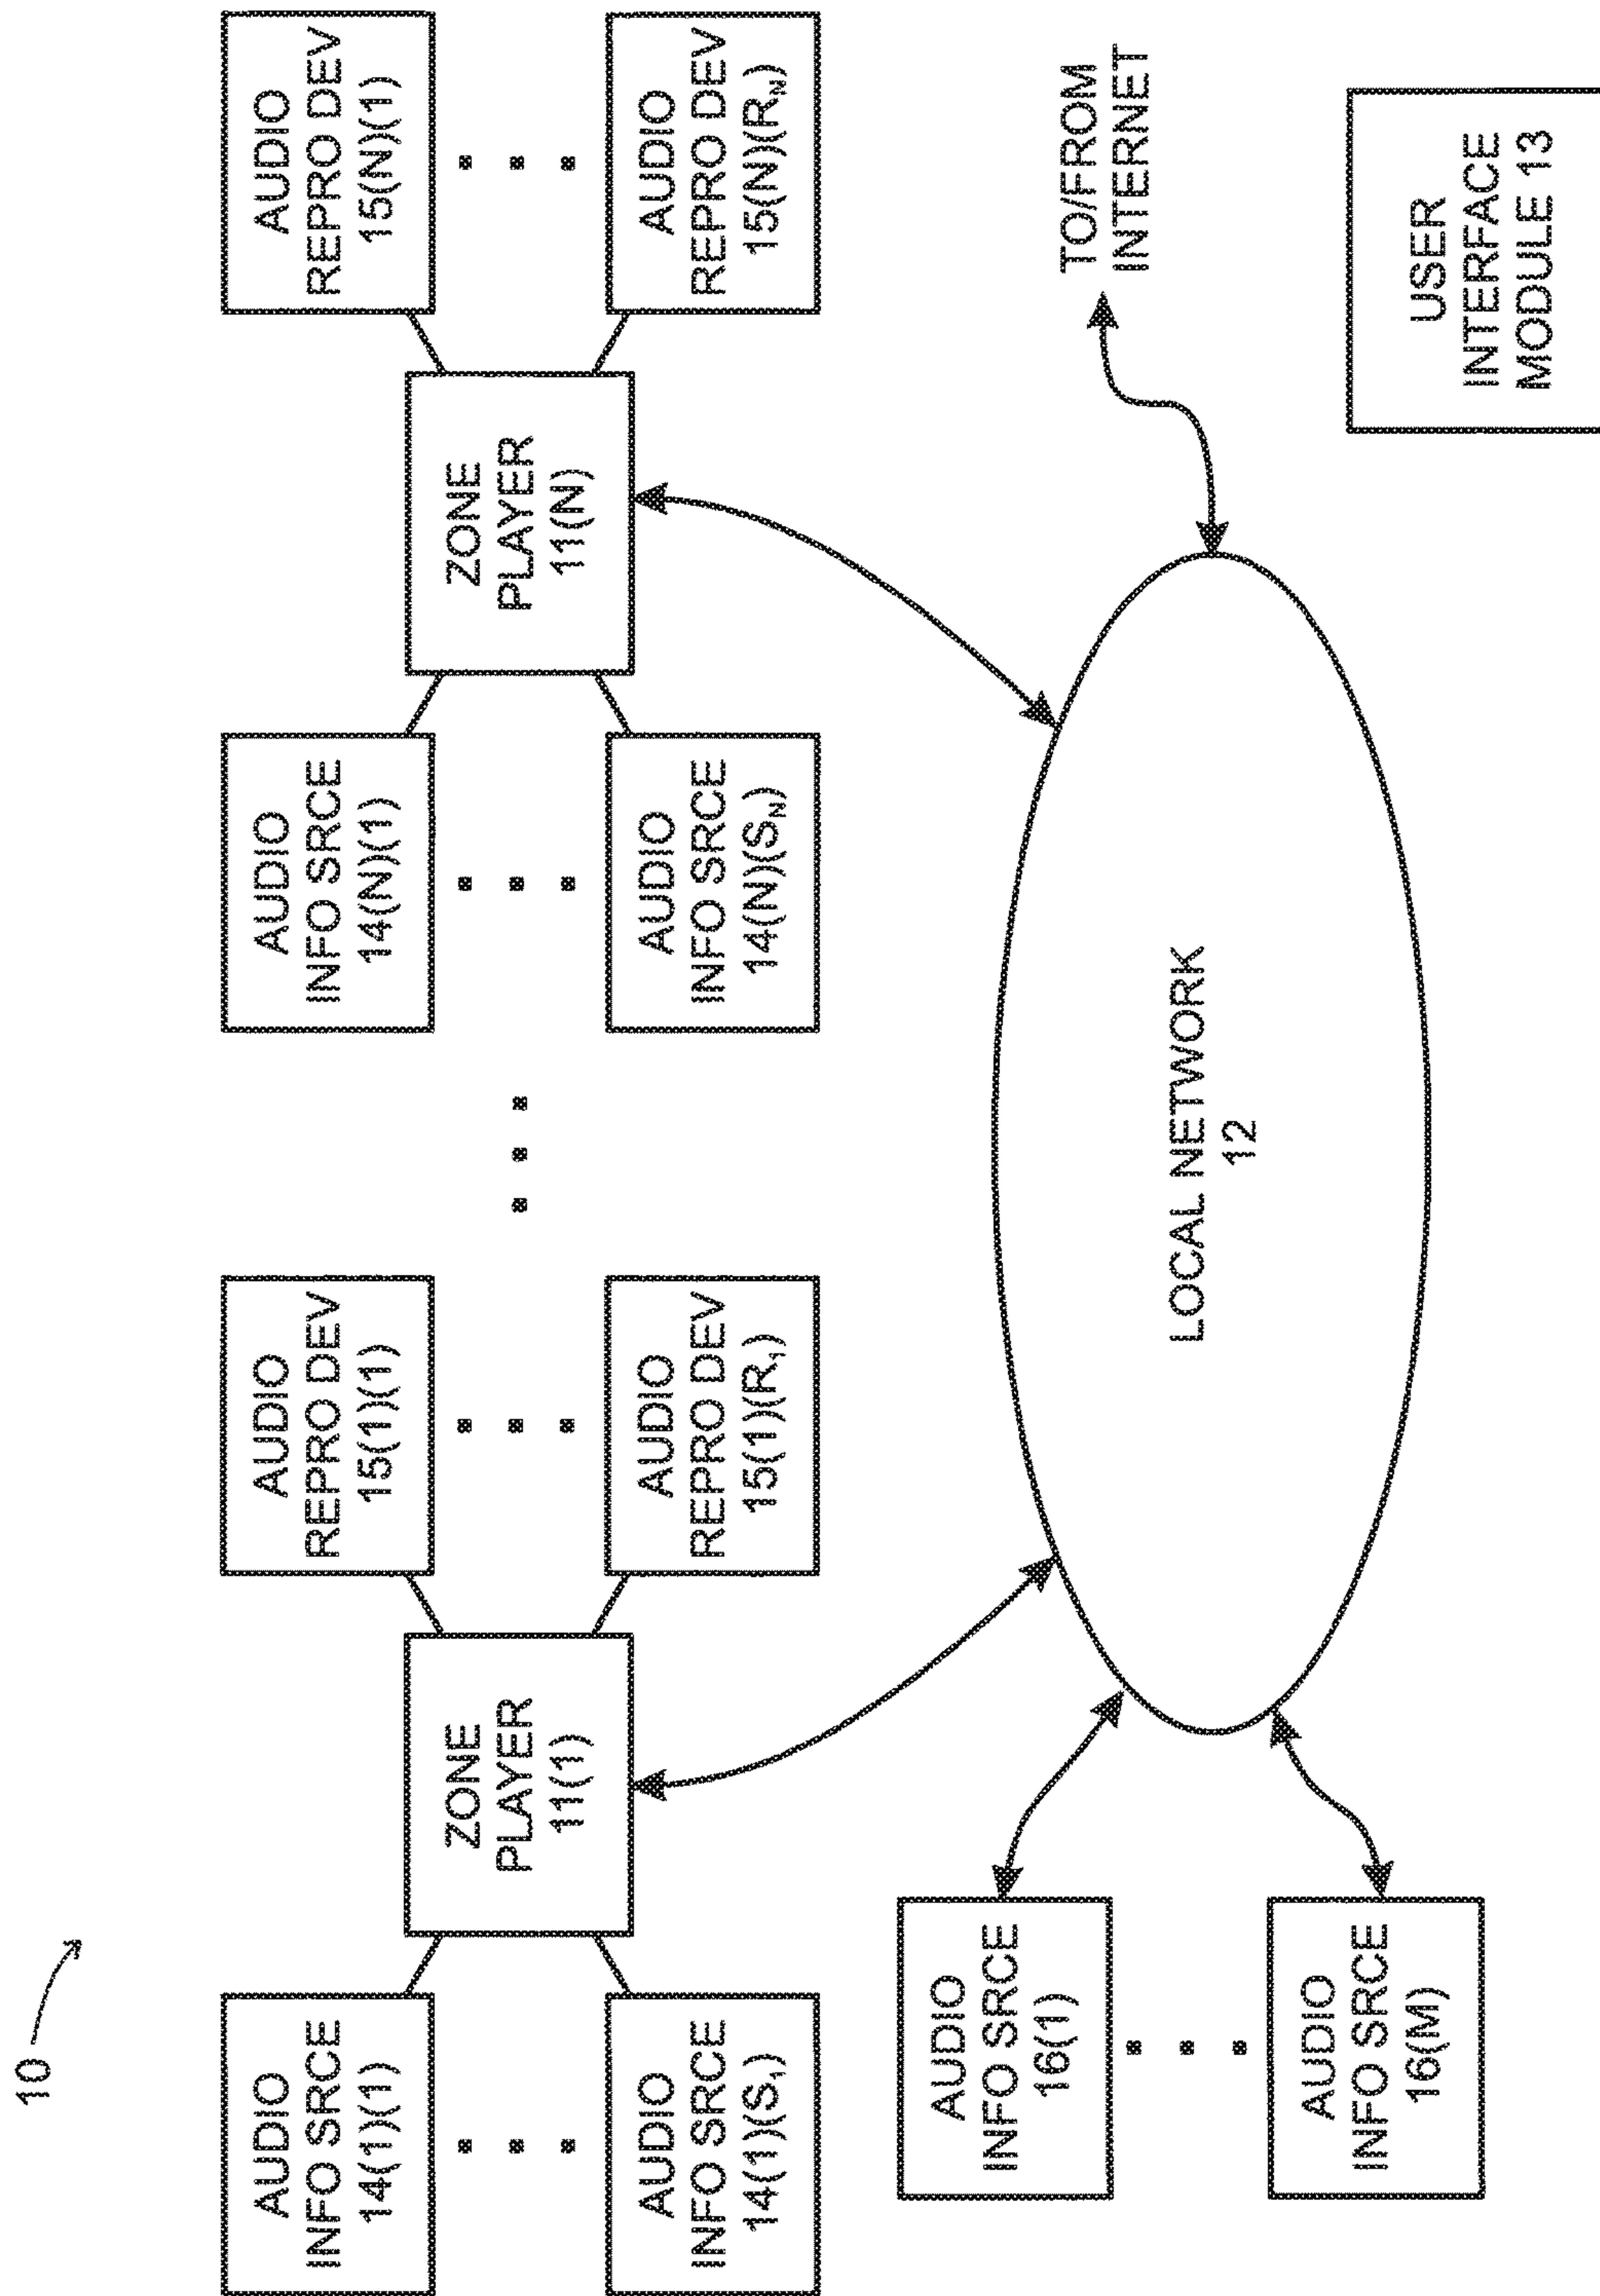 10
AUDIO
INFO SRCE
14(1)(1)
AUDIO
INFO SRCE
14(1)(S₁)
ZONE
PLAYER
11(1)
AUDIO
REPRO DEV
15(1)(1)
AUDIO
REPRO DEV
15(1)(R₁)
AUDIO
INFO SRCE
14(N)(1)
AUDIO
INFO SRCE
14(N)(S_N)
ZONE
PLAYER
11(N)
AUDIO
REPRO DEV
15(N)(1)
AUDIO
REPRO DEV
15(N)(R_N)
AUDIO
INFO SRCE
16(1)
AUDIO
INFO SRCE
16(M)
LOCAL NETWORK
12
TO/FROM
INTERNET
USER
INTERFACE
MODULE 13